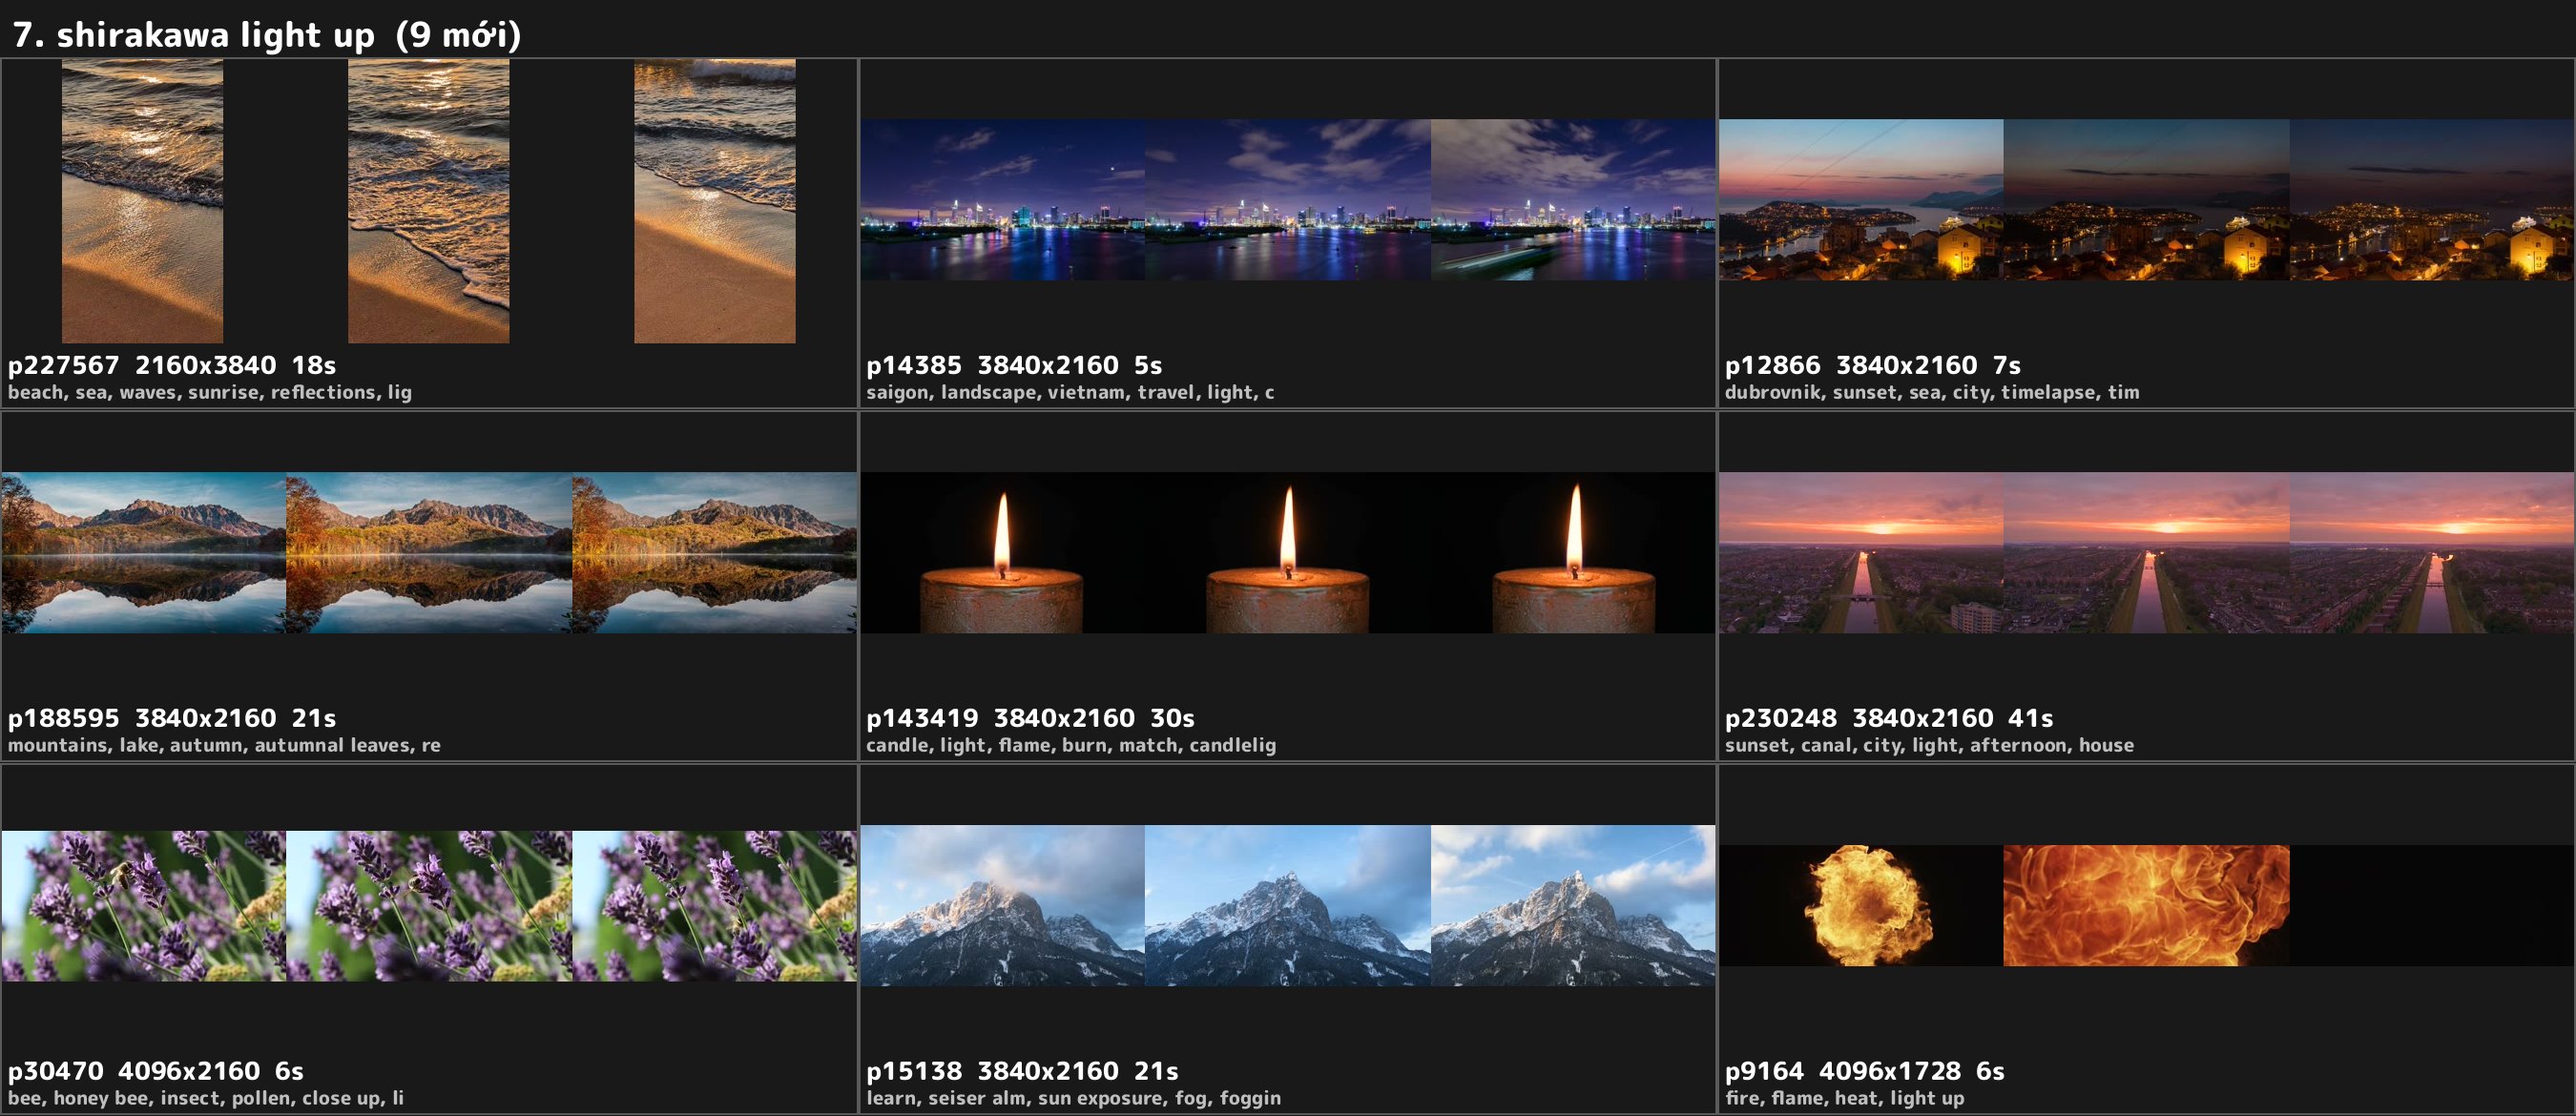 7. shirakawa light up (9 mới)
p227567 2160x3840 18s
beach, sea, waves, sunrise, reflections, lig
p14385 3840x2160 5s
saigon, landscape, vietnam, travel, light, c
p12866 3840x2160 7s
dubrovnik, sunset, sea, city, timelapse, tim
p188595 3840x2160 21s
mountains, lake, autumn, autumnal leaves, re
p143419 3840x2160 30s
candle, light, flame, burn, match, candlelig
p230248 3840x2160 41s
sunset, canal, city, light, afternoon, house
p30470 4096x2160 6s
bee, honey bee, insect, pollen, close up, li
p15138 3840x2160 21s
learn, seiser alm, sun exposure, fog, foggin
p9164 4096x1728 6s
fire, flame, heat, light up